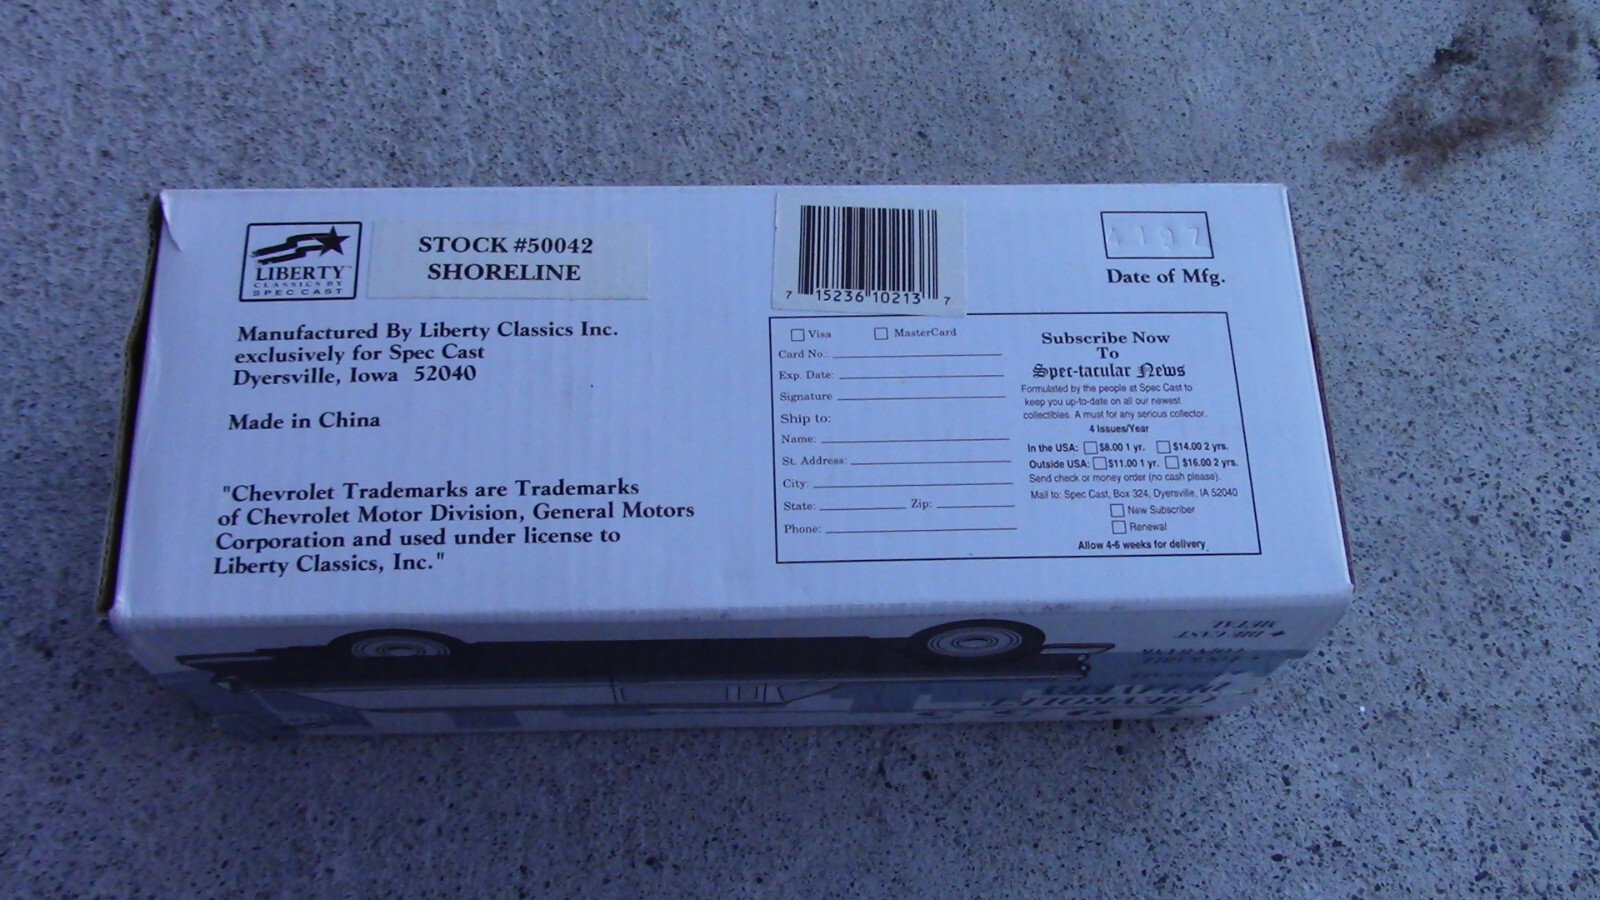 LIBERTY
CLASSICS BY
SPEC CAST
STOCK #50042
SHORELINE
Manufactured By Liberty Classics Inc.
exclusively for Spec Cast
Dyersville, Iowa 52040
Made in China
"Chevrolet Trademarks are Trademarks
of Chevrolet Motor Division, General Motors
Corporation and used under license to
Liberty Classics, Inc."
7 15236 10213 7
4197
Date of Mfg.
Visa MasterCard
Card No.:
Exp. Date:
Signature
Ship to:
Name:
St. Address:
City:
State: Zip:
Phone:
Subscribe Now
To
Spec-tacular News
Formulated by the people at Spec Cast to
keep you up-to-date on all our newest
collectibles. A must for any serious collector.
4 Issues/Year
In the USA: $8.00 1 yr. $14.00 2 yrs.
Outside USA: $11.00 1 yr. $16.00 2 yrs.
Send check or money order (no cash please).
Mail to: Spec Cast, Box 324, Dyersville, IA 52040
New Subscriber
Renewal
Allow 4-6 weeks for delivery
DIE CAST
METAL